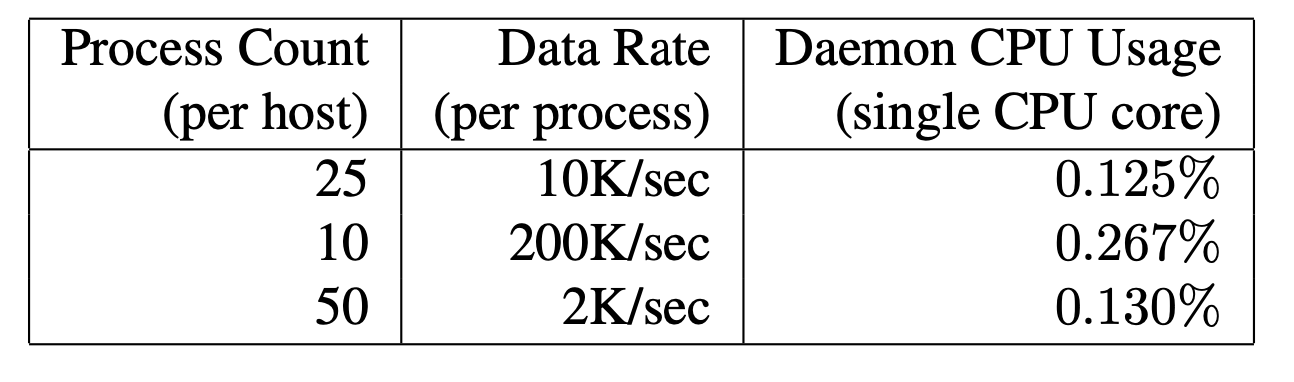 Process Count Data Rate Daemon CPU Usage
(per host) (per process) (single CPU core)
25 10K/sec 0.125%
10 200K/sec 0.267%
50 2K/sec 0.130%